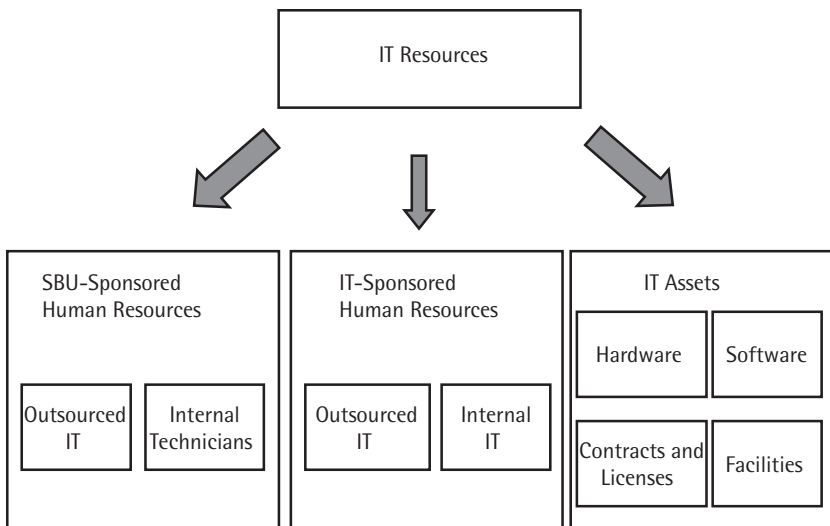 IT Resources
SBU-Sponsored
Human Resources
Outsourced
IT
Internal
Technicians
IT-Sponsored
Human Resources
Outsourced
IT
Internal
IT
IT Assets
Hardware
Software
Contracts and
Licenses
Facilities